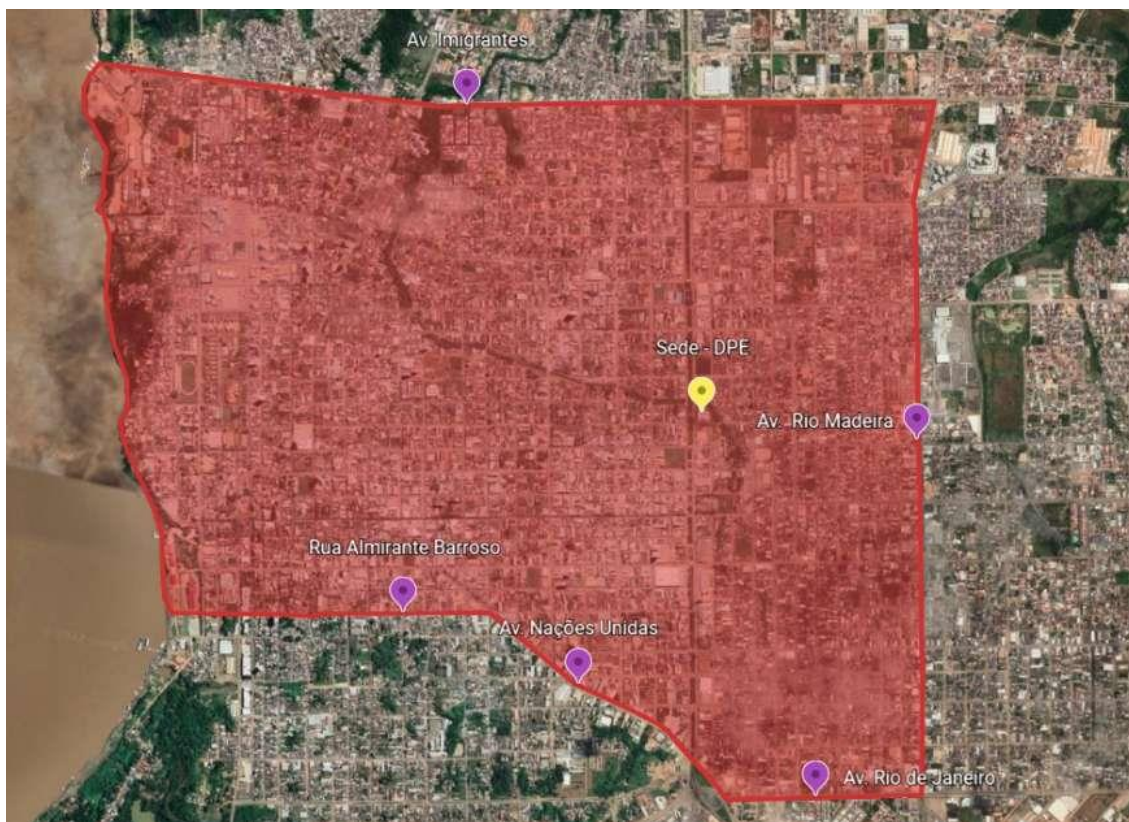 Av. Imigrantes
Sede - DPE
Av. Rio Madeira
Rua Almirante Barroso
Av. Nações Unidas
Av. Rio de Janeiro